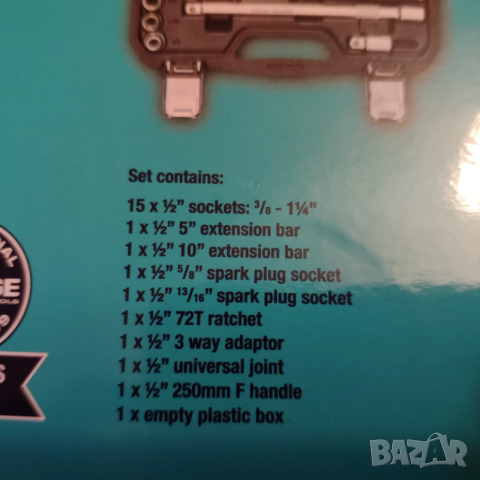 Set contains:
15 x ½" sockets: ³/₈ - 1¼"
1 x ½" 5" extension bar
1 x ½" 10" extension bar
1 x ½" ⁵/₈" spark plug socket
1 x ½" ¹³/₁₆" spark plug socket
1 x ½" 72T ratchet
1 x ½" 3 way adaptor
1 x ½" universal joint
1 x ½" 250mm F handle
1 x empty plastic box
BAZAR
.bg